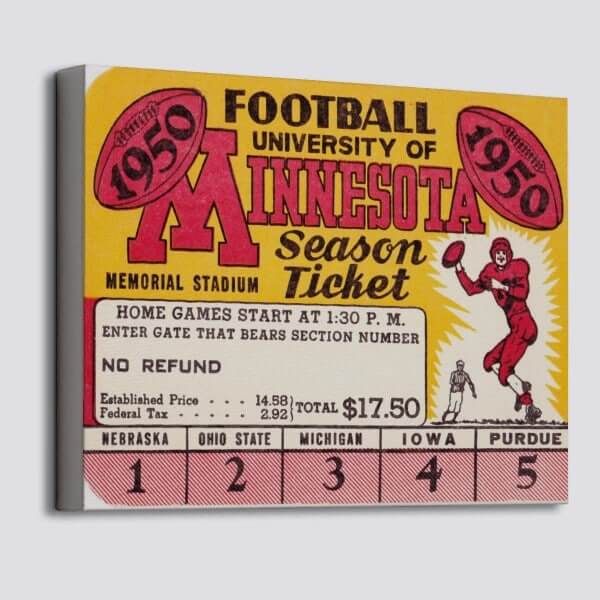 1950
FOOTBALL
1950
UNIVERSITY OF
MINNESOTA
Season
Ticket
MEMORIAL STADIUM
HOME GAMES START AT 1:30 P. M.
ENTER GATE THAT BEARS SECTION NUMBER
NO REFUND
Established Price - - - 14.58
Federal Tax - - - - - 2.92
} TOTAL $17.50
NEBRASKA OHIO STATE MICHIGAN IOWA PURDUE
1 2 3 4 5